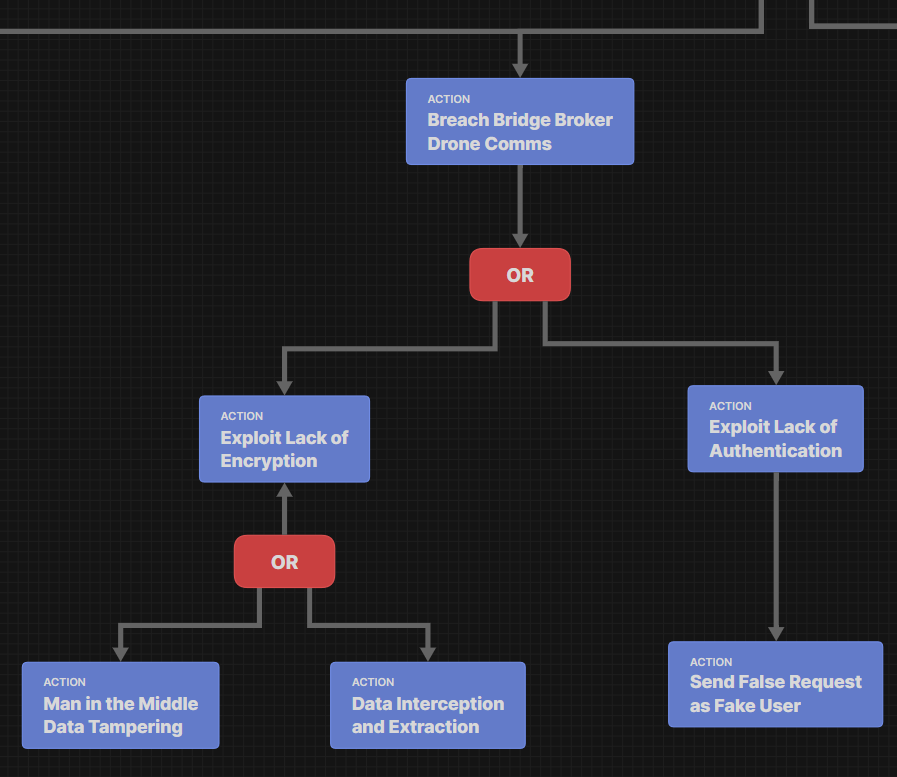 ACTION
Breach Bridge Broker
Drone Comms
OR
ACTION
Exploit Lack of
Encryption
ACTION
Exploit Lack of
Authentication
OR
ACTION
Man in the Middle
Data Tampering
ACTION
Data Interception
and Extraction
ACTION
Send False Request
as Fake User